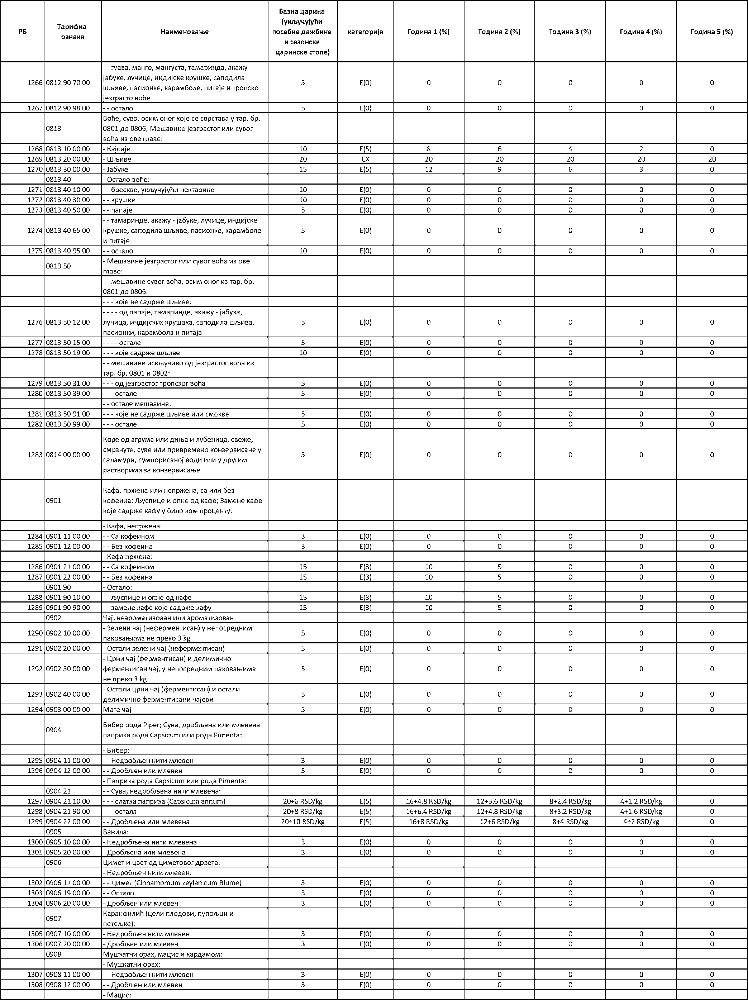 РБ Тарифна ознака Наименовање Базна царина (укључујући посебне дажбине и сезонске царинске стопе) категорија Година 1 (%) Година 2 (%) Година 3 (%) Година 4 (%) Година 5 (%)
1266 0812 90 70 00 - - гуава, манго, мангуста, тамаринда, акажу - јабуке, лучице, индијске крушке, саподила шљиве, пасионке, карамболе, питаје и тропско језграсто воће 5 E(0) 0 0 0 0 0
1267 0812 90 98 00 - - остало 5 E(0) 0 0 0 0 0
0813 Воће, суво, осим оног које се сврстава у тар. бр. 0801 до 0806; Мешавине језграстог или сувог воћа из ове главе:
1268 0813 10 00 00 - Кајсије 10 E(5) 8 6 4 2 0
1269 0813 20 00 00 - Шљиве 20 EX 20 20 20 20 20
1270 0813 30 00 00 - Јабуке 15 E(5) 12 9 6 3 0
0813 40 - Остало воће:
1271 0813 40 10 00 - - брескве, укључујући нектарине 10 E(0) 0 0 0 0 0
1272 0813 40 30 00 - - крушке 10 E(0) 0 0 0 0 0
1273 0813 40 50 00 - - папаје 5 E(0) 0 0 0 0 0
1274 0813 40 65 00 - - тамаринде, акажу - јабуке, лучице, индијске крушке, саподила шљиве, пасионке, карамболе и питаје 5 E(0) 0 0 0 0 0
1275 0813 40 95 00 - - остало 10 E(0) 0 0 0 0 0
0813 50 - Мешавине језграстог или сувог воћа из ове главе:
- - мешавине сувог воћа, осим оног из тар. бр. 0801 до 0806:
- - - које не садрже шљиве:
1276 0813 50 12 00 - - - - од папаје, тамаринде, акажу - јабука, лучица, индијских крушака, саподила шљива, пасионки, карамбола и питаја 5 E(0) 0 0 0 0 0
1277 0813 50 15 00 - - - - остале 5 E(0) 0 0 0 0 0
1278 0813 50 19 00 - - - које садрже шљиве 10 E(0) 0 0 0 0 0
- - мешавине искључиво од језграстог воћа из тар. бр. 0801 и 0802:
1279 0813 50 31 00 - - - од језграстог тропског воћа 5 E(0) 0 0 0 0 0
1280 0813 50 39 00 - - - остале 5 E(0) 0 0 0 0 0
- - остале мешавине:
1281 0813 50 91 00 - - - које не садрже шљиве или смокве 5 E(0) 0 0 0 0 0
1282 0813 50 99 00 - - - остале 5 E(0) 0 0 0 0 0
1283 0814 00 00 00 Коре од агрума или диња и лубеница, свеже, смрзнуте, суве или привремено конзервисане у саламури, сумпорисаној води или у другим растворима за конзервисање 5 E(0) 0 0 0 0 0
0901 Кафа, пржена или непржена, са или без кофеина; Љуспице и опне од кафе; Замене кафе које садрже кафу у било ком проценту:
- Кафа, непржена:
1284 0901 11 00 00 - - Са кофеином 3 E(0) 0 0 0 0 0
1285 0901 12 00 00 - - Без кофеина 3 E(0) 0 0 0 0 0
- Кафа пржена:
1286 0901 21 00 00 - - Са кофеином 15 E(3) 10 5 0 0 0
1287 0901 22 00 00 - - Без кофеина 15 E(3) 10 5 0 0 0
0901 90 - Остало:
1288 0901 90 10 00 - - љуспице и опне од кафе 15 E(3) 10 5 0 0 0
1289 0901 90 90 00 - - замене кафе које садрже кафу 15 E(3) 10 5 0 0 0
0902 Чај, неароматизован или ароматизован:
1290 0902 10 00 00 - Зелени чај (неферментисан) у непосредним паковањима не преко 3 kg 5 E(0) 0 0 0 0 0
1291 0902 20 00 00 - Остали зелени чај (неферментисан) 5 E(0) 0 0 0 0 0
1292 0902 30 00 00 - Црни чај (ферментисан) и делимично ферментисан чај, у непосредним паковањима не преко 3 kg 5 E(0) 0 0 0 0 0
1293 0902 40 00 00 - Остали црни чај (ферментисан) и остали делимично ферментисани чајеви 5 E(0) 0 0 0 0 0
1294 0903 00 00 00 Мате чај 5 E(0) 0 0 0 0 0
0904 Бибер рода Piper; Сува, дробљена или млевена паприка рода Capsicum или рода Pimenta:
- Бибер:
1295 0904 11 00 00 - - Недробљен нити млевен 3 E(0) 0 0 0 0 0
1296 0904 12 00 00 - - Дробљен или млевен 5 E(0) 0 0 0 0 0
- Паприка рода Capsicum или рода Pimenta:
0904 21 - - Сува, недробљена нити млевена:
1297 0904 21 10 00 - - - слатка паприка (Capsicum annum) 20+6 RSD/kg E(5) 16+4.8 RSD/kg 12+3.6 RSD/kg 8+2.4 RSD/kg 4+1.2 RSD/kg 0
1298 0904 21 90 00 - - - остала 20+8 RSD/kg E(5) 16+6.4 RSD/kg 12+4.8 RSD/kg 8+3.2 RSD/kg 4+1.6 RSD/kg 0
1299 0904 22 00 00 - - Дробљена или млевена 20+10 RSD/kg E(5) 16+8 RSD/kg 12+6 RSD/kg 8+4 RSD/kg 4+2 RSD/kg 0
0905 Ванила:
1300 0905 10 00 00 - Недробљена нити млевена 3 E(0) 0 0 0 0 0
1301 0905 20 00 00 - Дробљена или млевена 3 E(0) 0 0 0 0 0
0906 Цимет и цвет од циметовог дрвета:
- Недробљен нити млевен:
1302 0906 11 00 00 - - Цимет (Cinnamomum zeylanicum Blume) 3 E(0) 0 0 0 0 0
1303 0906 19 00 00 - - Остало 3 E(0) 0 0 0 0 0
1304 0906 20 00 00 - Дробљен или млевен 3 E(0) 0 0 0 0 0
0907 Каранфилић (цели плодови, пупољци и петељке):
1305 0907 10 00 00 - Недробљен нити млевен 3 E(0) 0 0 0 0 0
1306 0907 20 00 00 - Дробљен или млевен 3 E(0) 0 0 0 0 0
0908 Мушкатни орах, мацис и кардамом:
- Мушкатни орах:
1307 0908 11 00 00 - - Недробљен нити млевен 3 E(0) 0 0 0 0 0
1308 0908 12 00 00 - - Дробљен или млевен 3 E(0) 0 0 0 0 0
- Мацис: